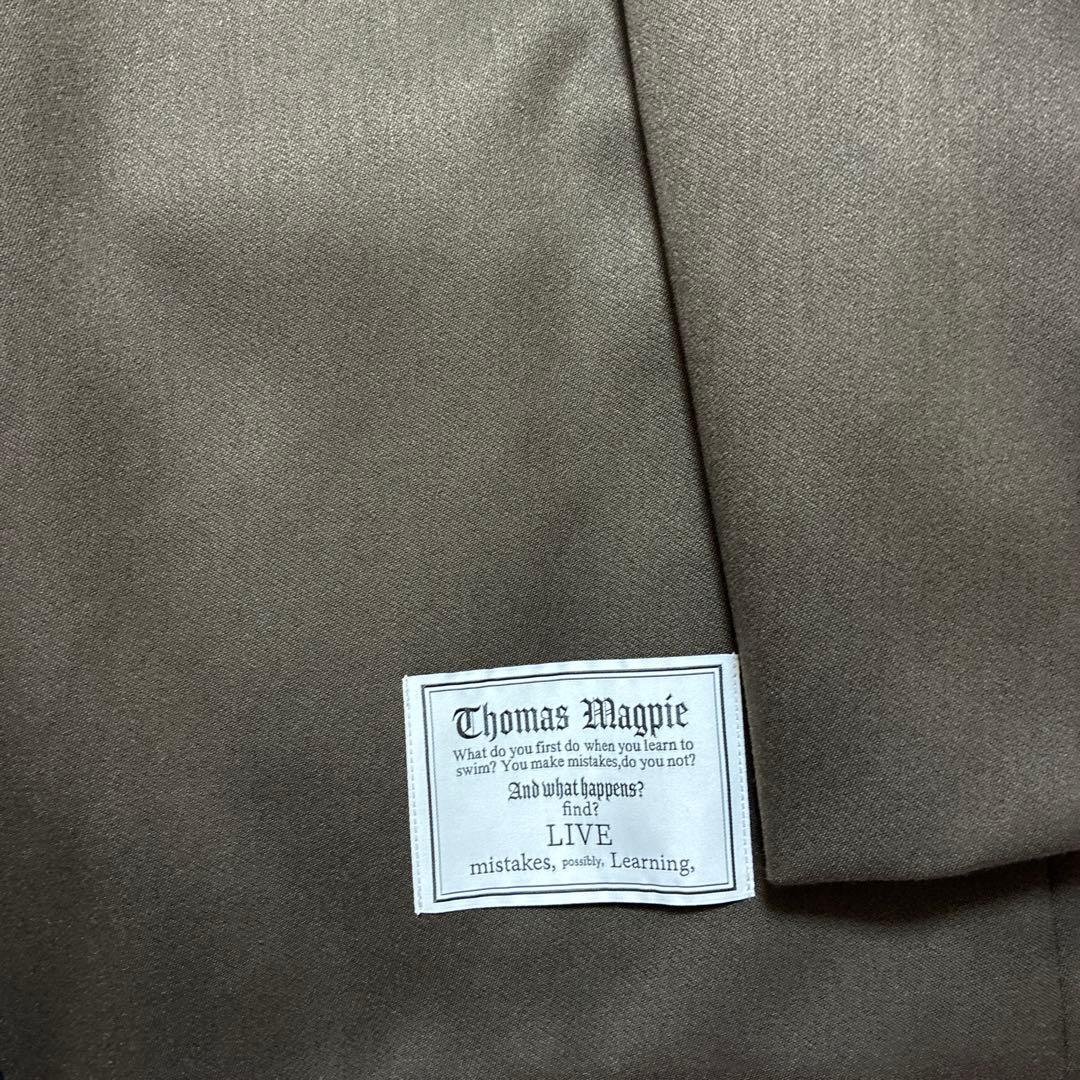 Thomas Magpie
What do you first do when you learn to
swim? You make mistakes,do you not?
And what happens?
find?
LIVE
mistakes, possibly, Learning,